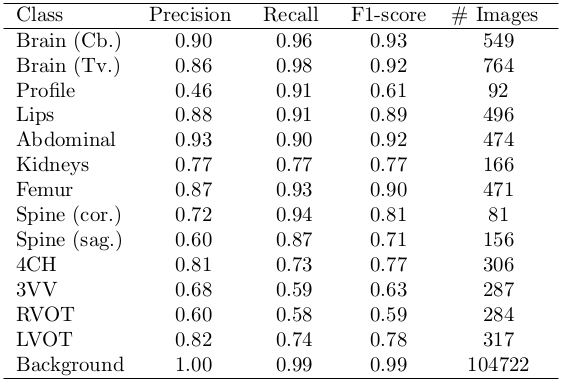 Class Precision Recall F1-score # Images
Brain (Cb.) 0.90 0.96 0.93 549
Brain (Tv.) 0.86 0.98 0.92 764
Profile 0.46 0.91 0.61 92
Lips 0.88 0.91 0.89 496
Abdominal 0.93 0.90 0.92 474
Kidneys 0.77 0.77 0.77 166
Femur 0.87 0.93 0.90 471
Spine (cor.) 0.72 0.94 0.81 81
Spine (sag.) 0.60 0.87 0.71 156
4CH 0.81 0.73 0.77 306
3VV 0.68 0.59 0.63 287
RVOT 0.60 0.58 0.59 284
LVOT 0.82 0.74 0.78 317
Background 1.00 0.99 0.99 104722